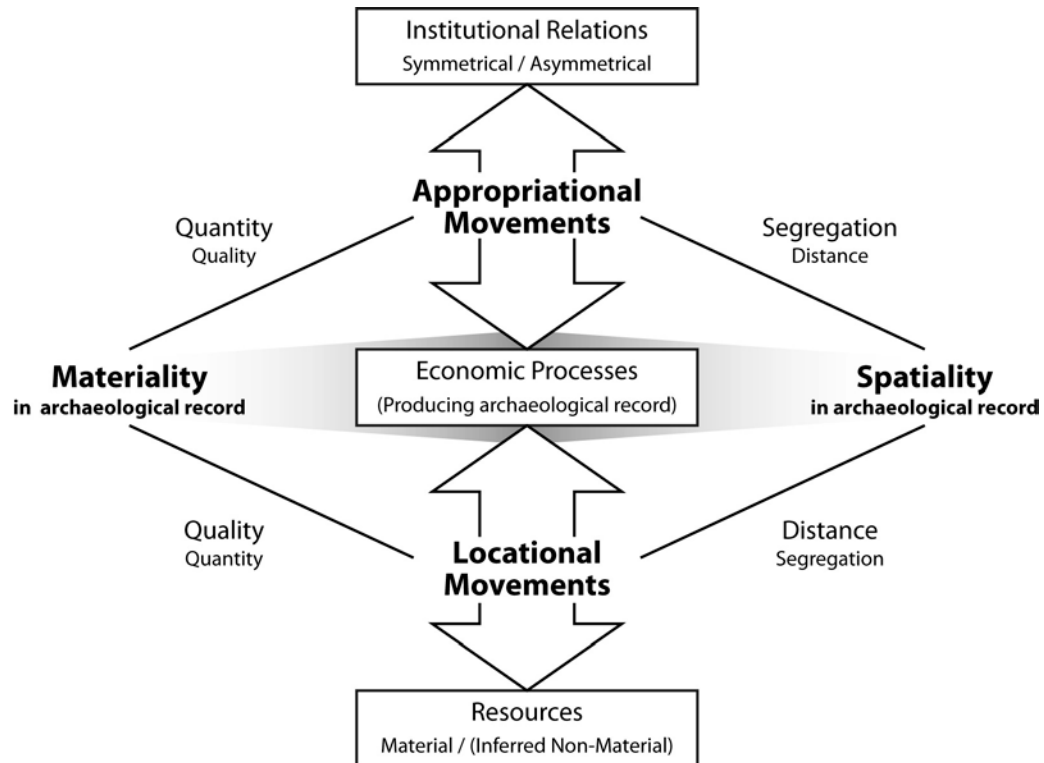 Institutional Relations
Symmetrical / Asymmetrical
Appropriational
Movements
Quantity
Quality
Segregation
Distance
Materiality
in archaeological record
Economic Processes
(Producing archaeological record)
Spatiality
in archaeological record
Quality
Quantity
Locational
Movements
Distance
Segregation
Resources
Material / (Inferred Non-Material)